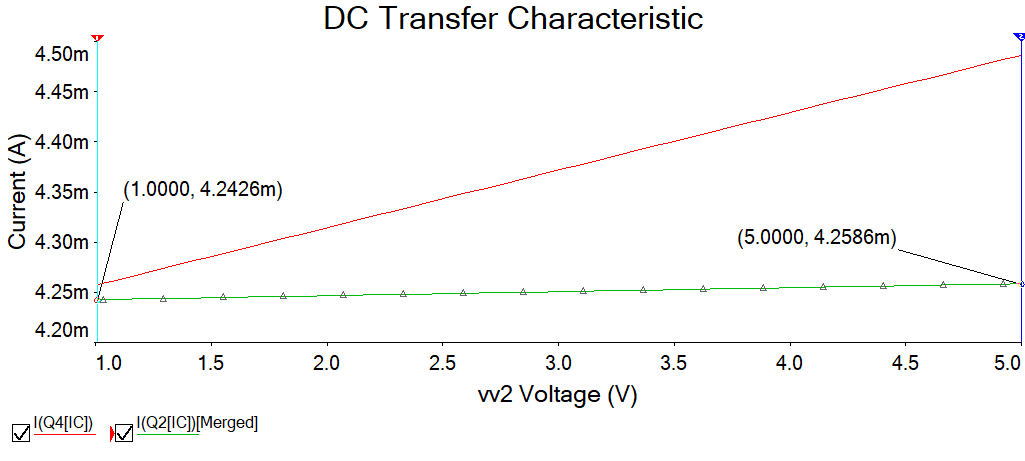 DC Transfer Characteristic
4.50m
4.45m
4.40m
4.35m
4.30m
4.25m
4.20m
Current (A)
(1.0000, 4.2426m)
(5.0000, 4.2586m)
1.0 1.5 2.0 2.5 3.0 3.5 4.0 4.5 5.0
vv2 Voltage (V)
I(Q4[IC]) I(Q2[IC])[Merged]